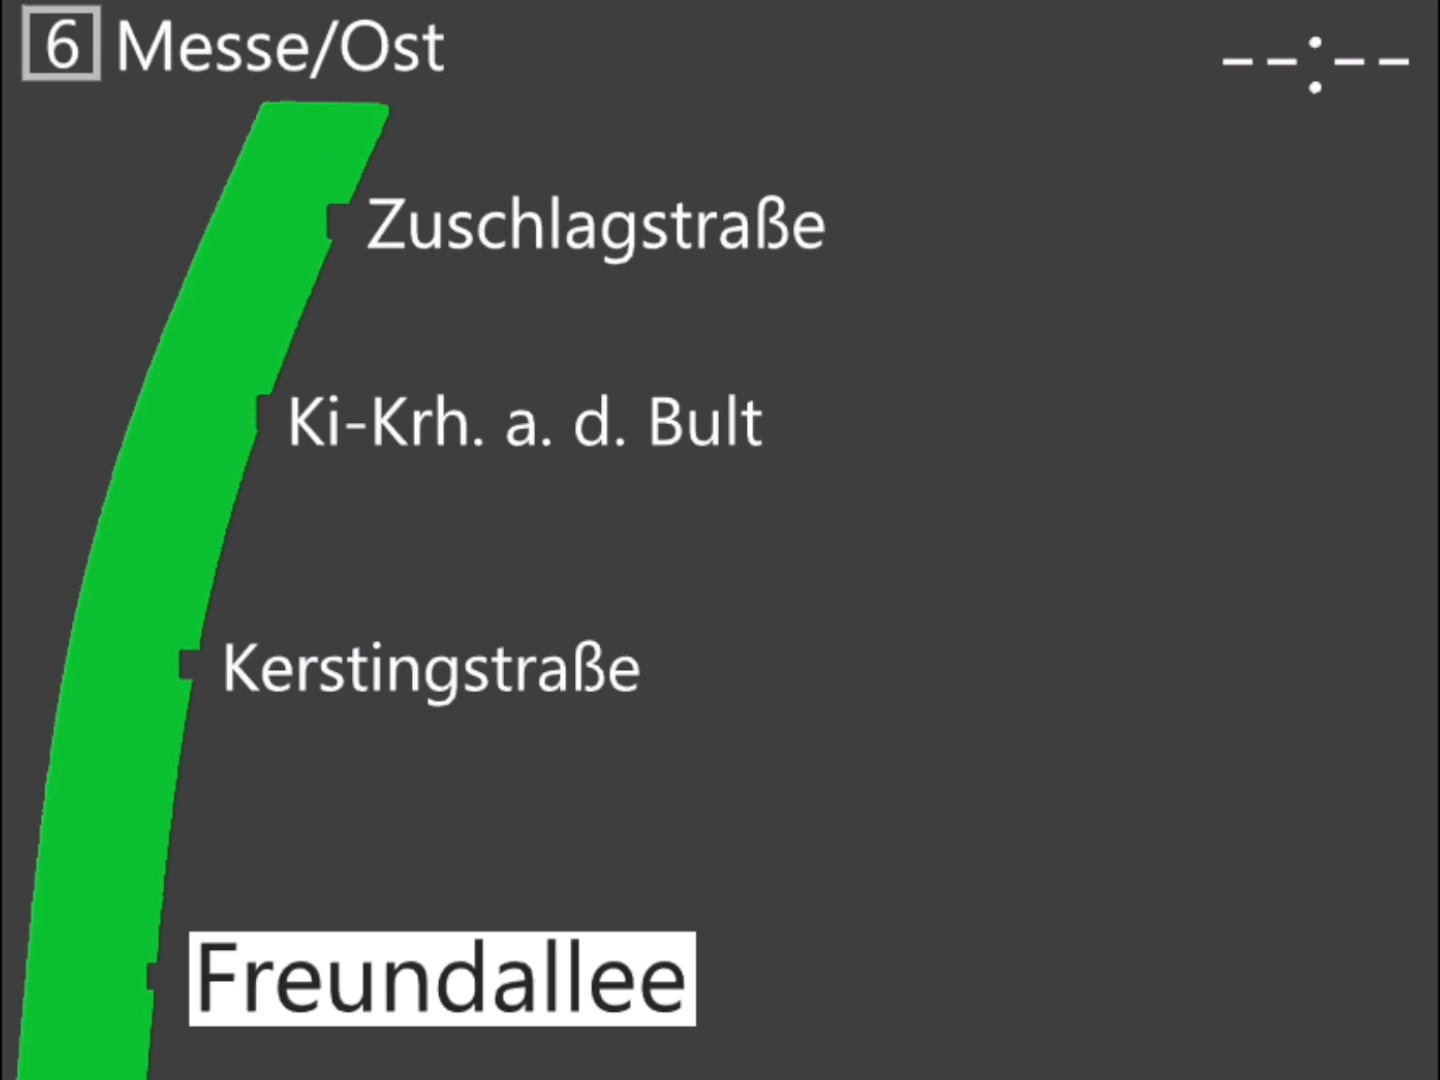 6 Messe/Ost --:--
Zuschlagstraße
Ki-Krh. a. d. Bult
Kerstingstraße
Freundallee